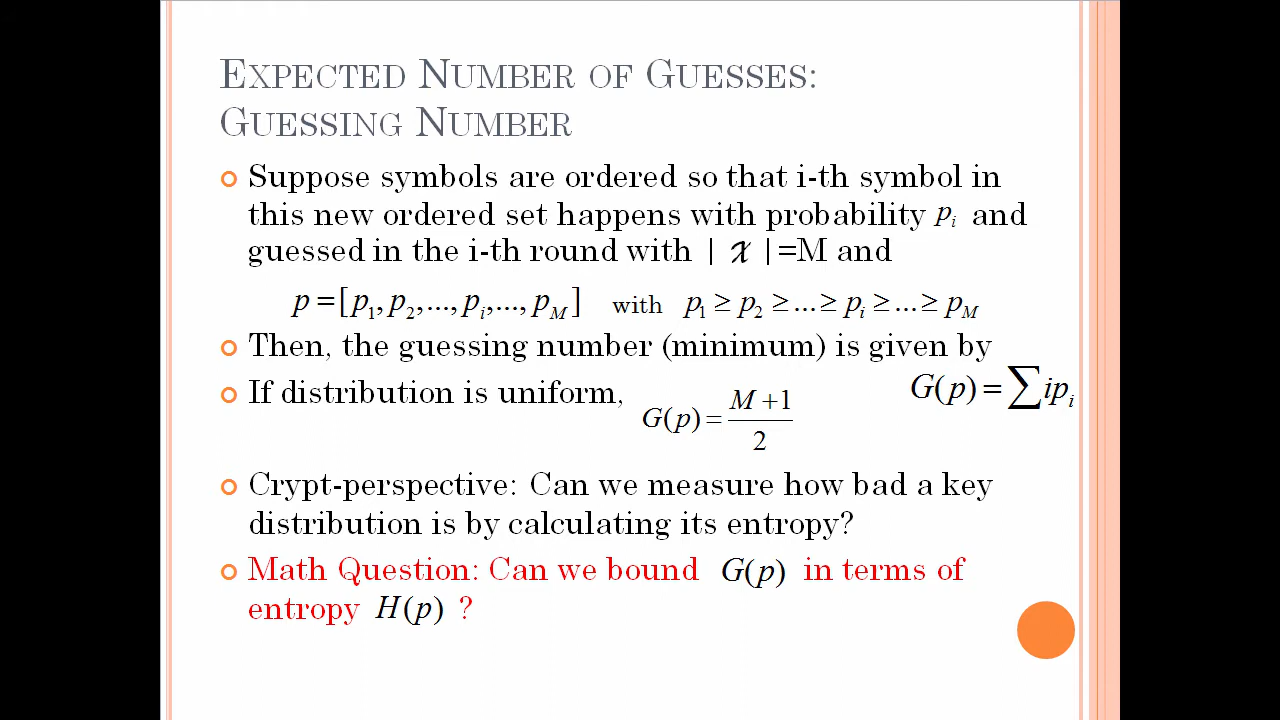 EXPECTED NUMBER OF GUESSES:
GUESSING NUMBER
Suppose symbols are ordered so that i-th symbol in
this new ordered set happens with probability p_i and
guessed in the i-th round with | 𝓧 |=M and
p = [p_1, p_2,..., p_i,..., p_M] with p_1 ≥ p_2 ≥ ... ≥ p_i ≥ ... ≥ p_M
Then, the guessing number (minimum) is given by
G(p) = ∑ ip_i
If distribution is uniform, G(p) = (M+1)/2
Crypt-perspective: Can we measure how bad a key
distribution is by calculating its entropy?
Math Question: Can we bound G(p) in terms of
entropy H(p) ?